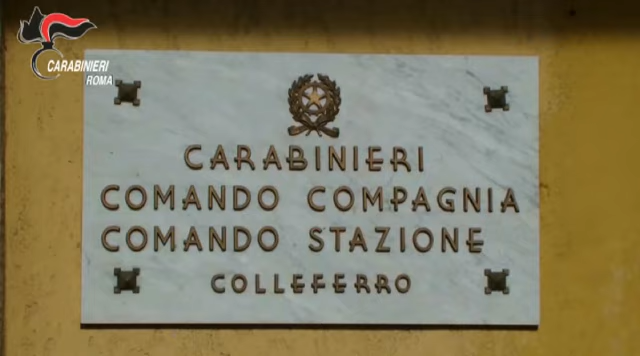 CARABINIERI
ROMA
CARABINIERI
COMANDO COMPAGNIA
COMANDO STAZIONE
COLLEFERRO